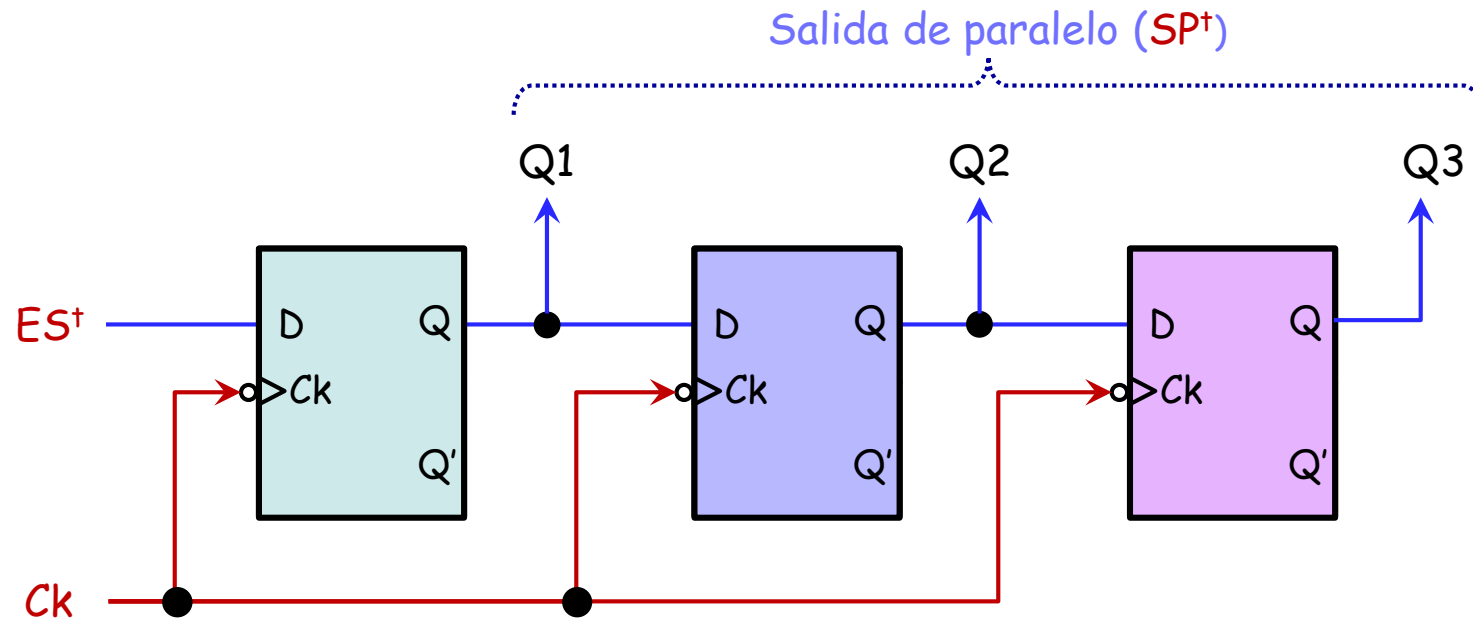 Salida de paralelo (SP†)
Q1 Q2 Q3
ES† D Q D Q D Q
Ck Ck Ck
Q' Q' Q'
Ck